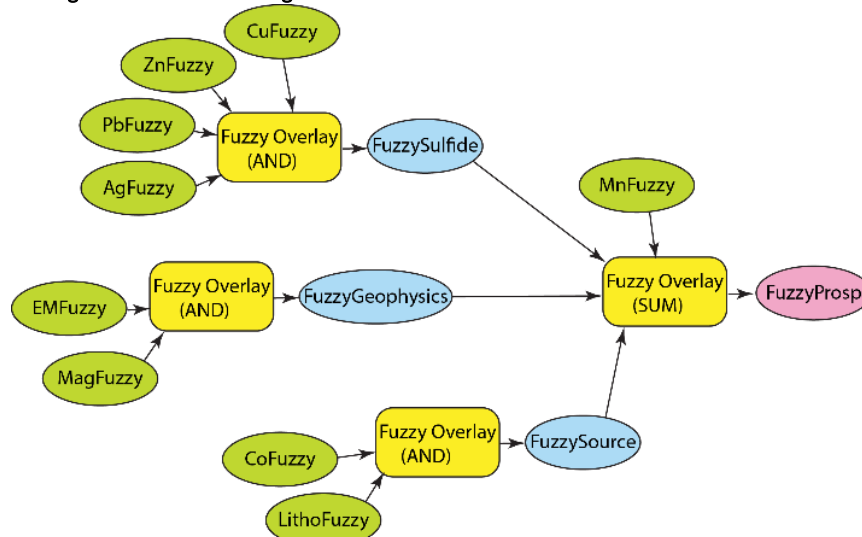 CuFuzzy
ZnFuzzy
PbFuzzy
AgFuzzy
Fuzzy Overlay
(AND)
FuzzySulfide
MnFuzzy
EMFuzzy
MagFuzzy
Fuzzy Overlay
(AND)
FuzzyGeophysics
Fuzzy Overlay
(SUM)
FuzzyProsp
CoFuzzy
LithoFuzzy
Fuzzy Overlay
(AND)
FuzzySource